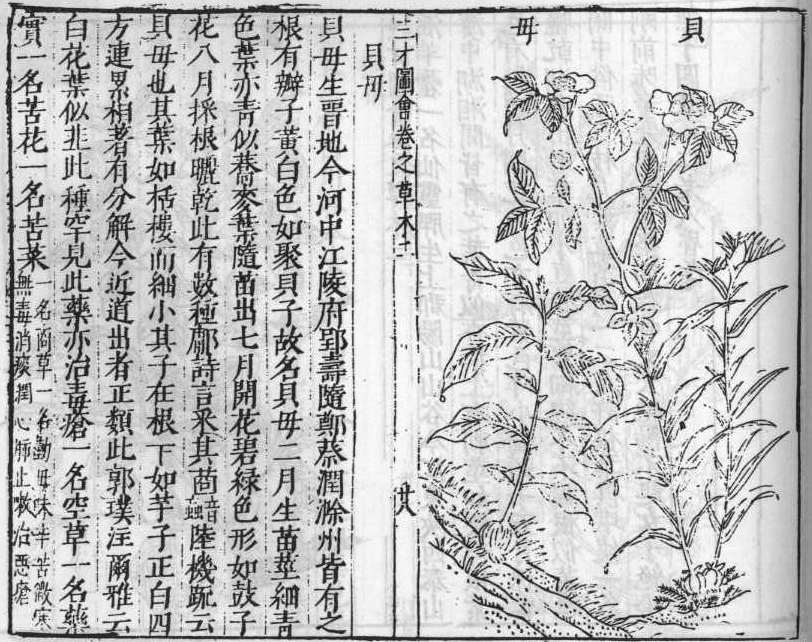 貝
母
三才圖會卷之草木十一
廿八
貝母
貝母生晋地今河中江陵府郢壽隨鄭蔡潤滁州皆有之
根有瓣子黃白色如聚貝子故名貝母二月生苗莖細青
色葉亦青似蕎麥葉隨苗出七月開花碧綠色形如鼓子
花八月採根曬乾此有數種鄘詩言采其莔音䖟陸機䟽云
貝母也其葉如栝樓而細小其子在根下如芋子正白四
方連累相著有分解今近道出者正類此郭璞注爾雅云
白花葉似韭此種罕見此藥亦治毒瘡一名空草一名藥
實一名苦花一名苦菜一名商草一名勤母味辛苦微寒
無毒消痰潤心肺止嗽治惡瘡